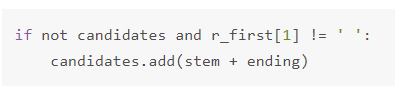 if not candidates and r_first[1] != ' ':
    candidates.add(stem + ending)